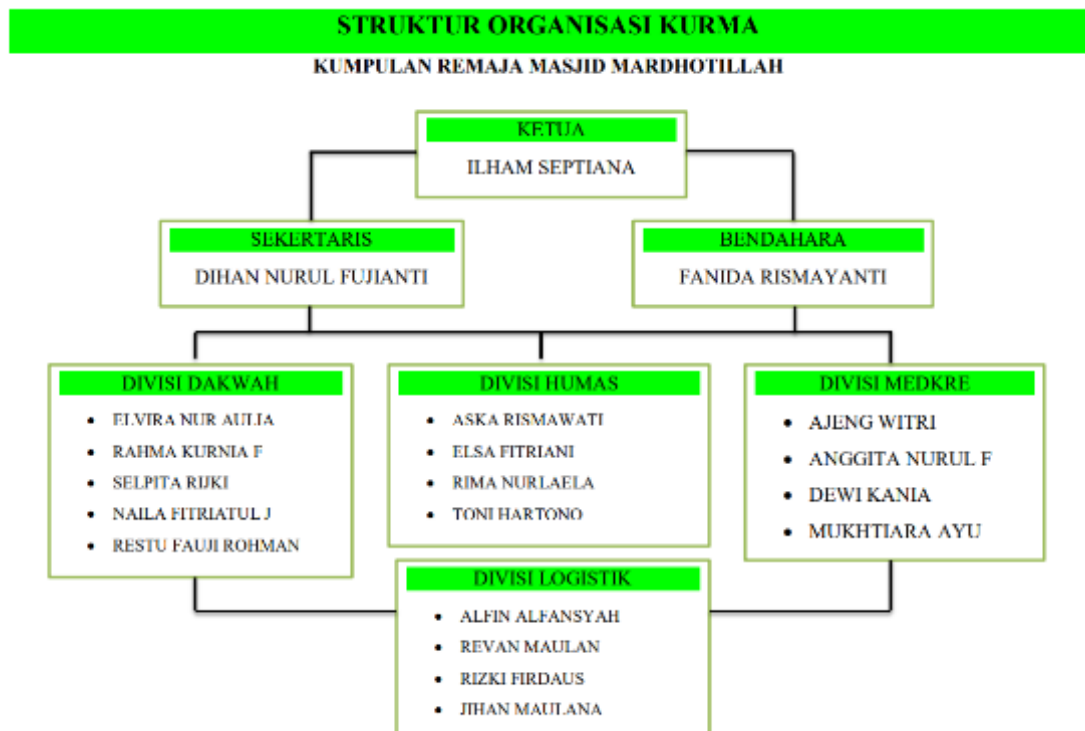 STRUKTUR ORGANISASI KURMA
KUMPULAN REMAJA MASJID MARDHOTILLAH
KETUA
ILHAM SEPTIANA
SEKERTARIS
DIHAN NURUL FUJIANTI
BENDAHARA
FANIDA RISMAYANTI
DIVISI DAKWAH
• ELVIRA NUR AULIA
• RAHMA KURNIA F
• SELPITA RIJKI
• NAILA FITRIATUL J
• RESTU FAUJI ROHMAN
DIVISI HUMAS
• ASKA RISMAWATI
• ELSA FITRIANI
• RIMA NURLAELA
• TONI HARTONO
DIVISI MEDKRE
• AJENG WITRI
• ANGGITA NURUL F
• DEWI KANIA
• MUKHTIARA AYU
DIVISI LOGISTIK
• ALFIN ALFANSYAH
• REVAN MAULAN
• RIZKI FIRDAUS
• JIHAN MAULANA